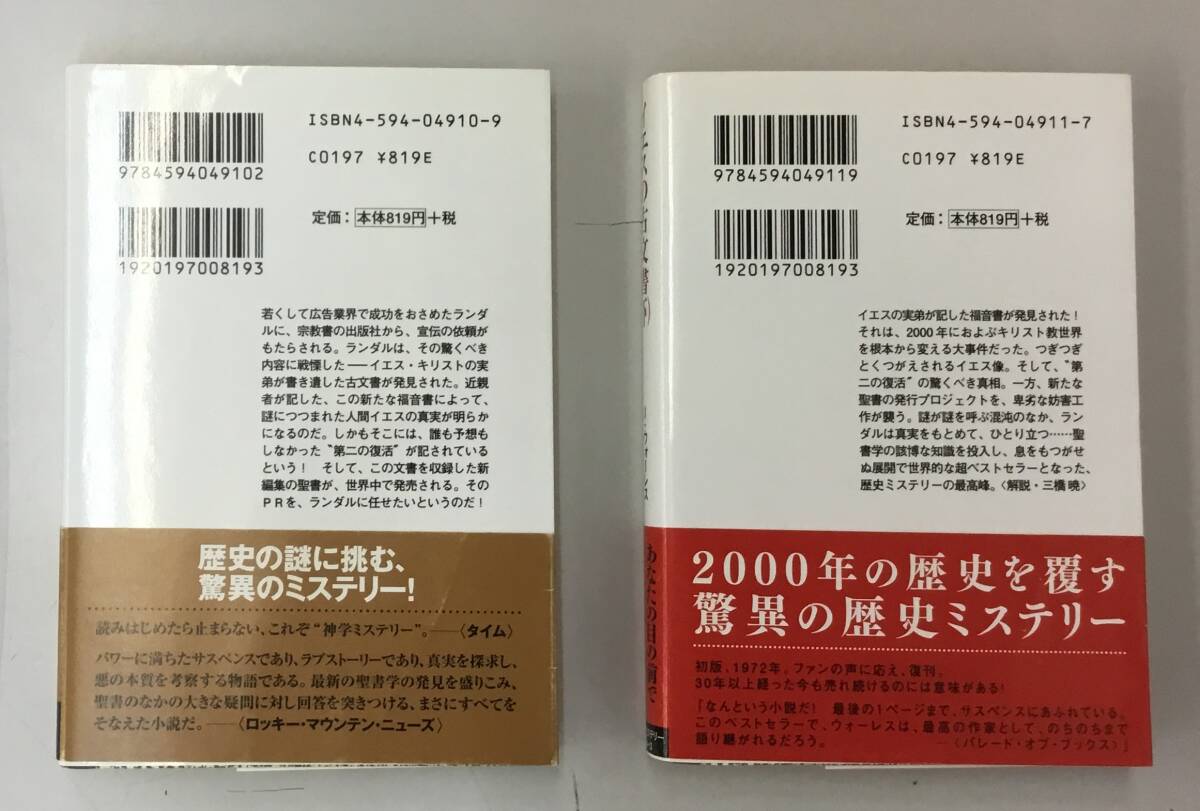 ISBN4-594-04910-9
9784594049102
C0197 ¥819E
定価：本体819円+税
1920197008193
若くして広告業界で成功をおさめたランダ
ルに、宗教書の出版社から、宣伝の依頼が
もたらされる。ランダルは、その驚くべき
内容に戦慄した──イエス・キリストの実
弟が書き遺した古文書が発見された。近親
者が記した、この新たな福音書によって、
謎につつまれた人間イエスの真実が明らか
になるのだ。しかもそこには、誰も予想も
しなかった〝第二の復活〟が記されている
という！　そして、この文書を収録した新
編集の聖書が、世界中で発売される。その
ＰＲを、ランダルに任せたいというのだ！
歴史の謎に挑む、
驚異のミステリー！
読みはじめたら止まらない、これぞ“神学ミステリー”。──〈タイム〉
パワーに満ちたサスペンスであり、ラブストーリーであり、真実を探求し、
悪の本質を考察する物語である。最新の聖書学の発見を盛りこみ、
聖書のなかの大きな疑問に対し回答を突きつける、まさにすべてを
そなえた小説だ。──〈ロッキー・マウンテン・ニューズ〉
イエスの古文書（下）
ウォーレス
あなたの目の前で
ISBN4-594-04911-7
9784594049119
C0197 ¥819E
定価：本体819円+税
1920197008193
イエスの実弟が記した福音書が発見された！
それは、2000年におよぶキリスト教世界
を根本から変える大事件だった。つぎつぎ
とくつがえされるイエス像。そして、〝第
二の復活〟の驚くべき真相。一方、新たな
聖書の発行プロジェクトを、卑劣な妨害工
作が襲う。謎が謎を呼ぶ混沌のなか、ラン
ダルは真実をもとめて、ひとり立つ……聖
書学の該博な知識を投入し、息をもつがせ
ぬ展開で世界的な超ベストセラーとなった、
歴史ミステリーの最高峰。〈解説・三橋 曉〉
2000年の歴史を覆す
驚異の歴史ミステリー
初版、1972年。ファンの声に応え、復刊。
30年以上経った今も売れ続けるのには意味がある！
「なんという小説だ！　最後の1ページまで、サスペンスにあふれている。
このベストセラーで、ウォーレスは、最高の作家として、のちのちまで
語り継がれるだろう。──〈パレード・オブ・ブックス〉」